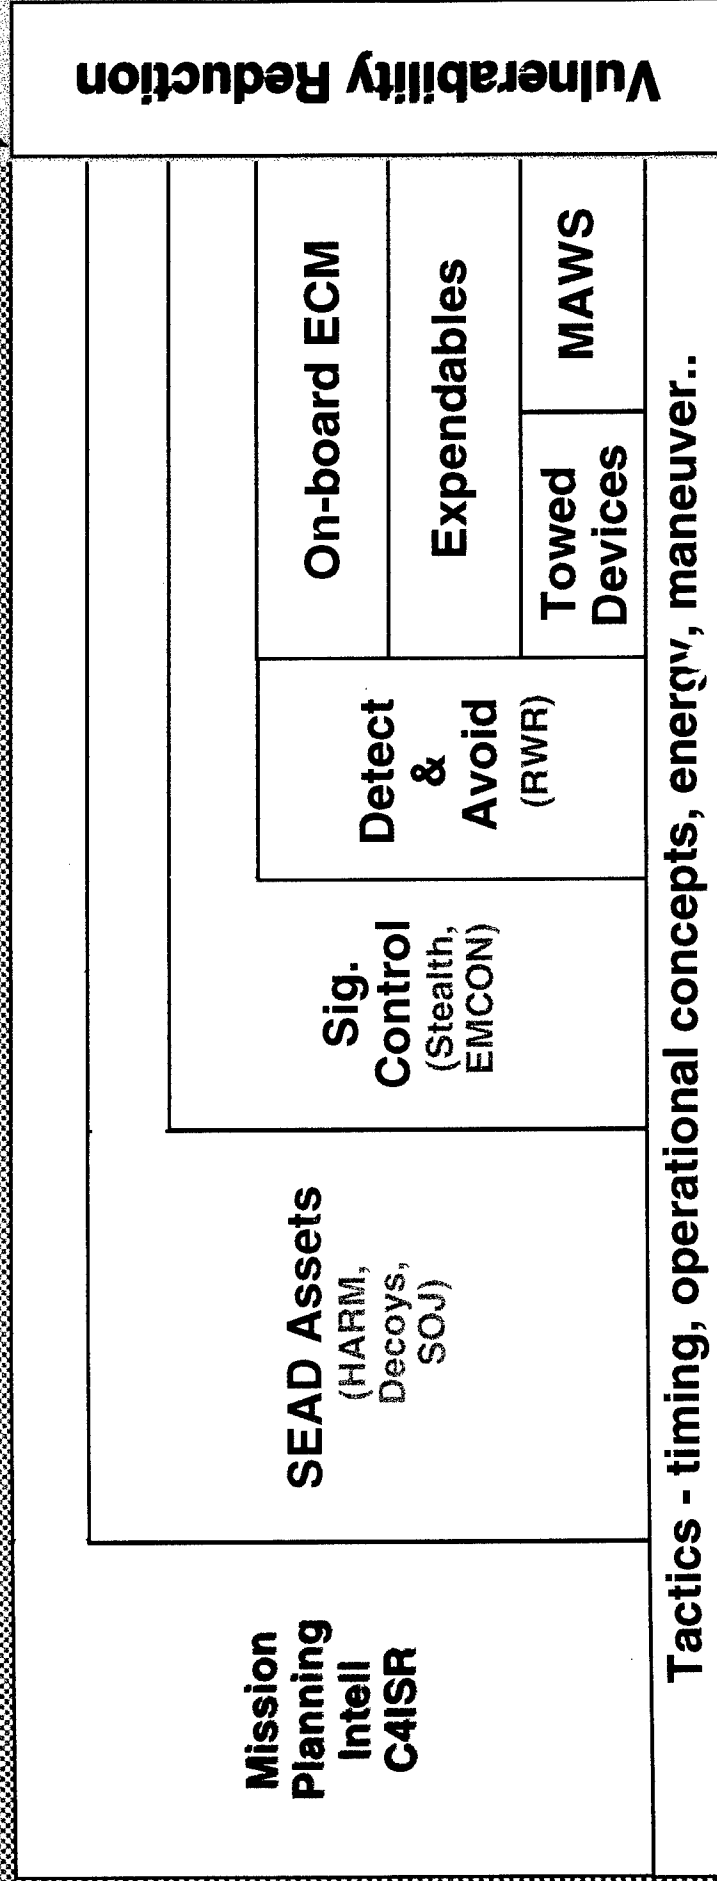 Mission
Planning
Intell
C4ISR
SEAD Assets
(HARM,
Decoys,
SOJ)
Sig.
Control
(Stealth,
EMCON)
Detect
&
Avoid
(RWR)
On-board ECM
Expendables
Towed
Devices
MAWS
Vulnerability Reduction
Tactics - timing, operational concepts, energy, maneuver..